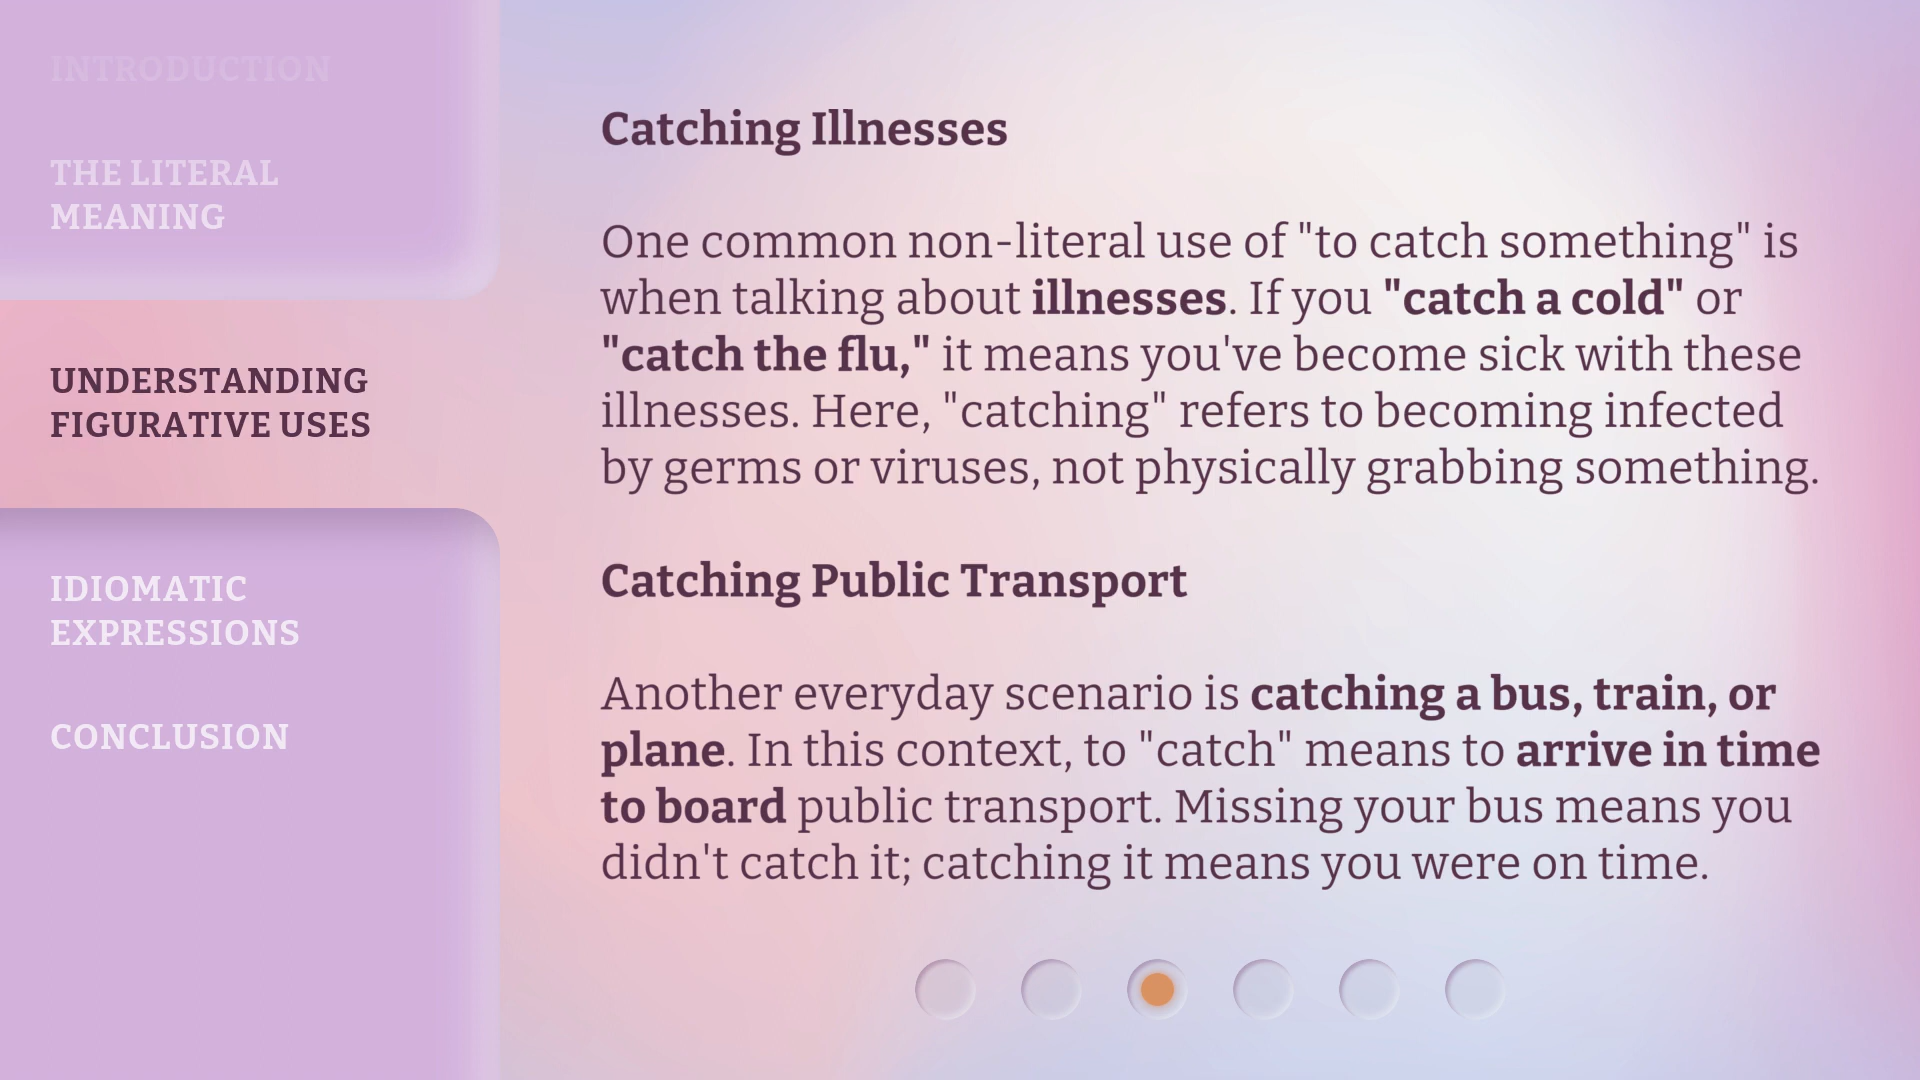 INTRODUCTION
THE LITERAL
MEANING
UNDERSTANDING
FIGURATIVE USES
IDIOMATIC
EXPRESSIONS
CONCLUSION
Catching Illnesses
One common non-literal use of "to catch something" is
when talking about illnesses. If you "catch a cold" or
"catch the flu," it means you've become sick with these
illnesses. Here, "catching" refers to becoming infected
by germs or viruses, not physically grabbing something.
Catching Public Transport
Another everyday scenario is catching a bus, train, or
plane. In this context, to "catch" means to arrive in time
to board public transport. Missing your bus means you
didn't catch it; catching it means you were on time.